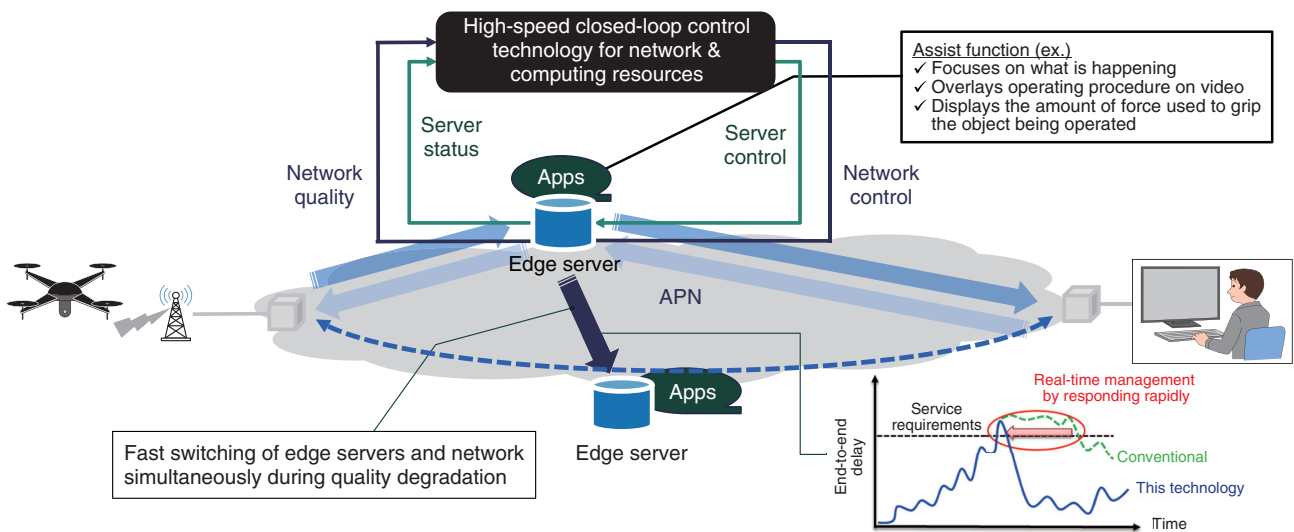 High-speed closed-loop control
technology for network &
computing resources
Assist function (ex.)
✓ Focuses on what is happening
✓ Overlays operating procedure on video
✓ Displays the amount of force used to grip
the object being operated
Server
status
Server
control
Network
quality
Apps
Network
control
Edge server
APN
Apps
Edge server
Fast switching of edge servers and network
simultaneously during quality degradation
Real-time management
by responding rapidly
Service
requirements
End-to-end
delay
Conventional
This technology
Time